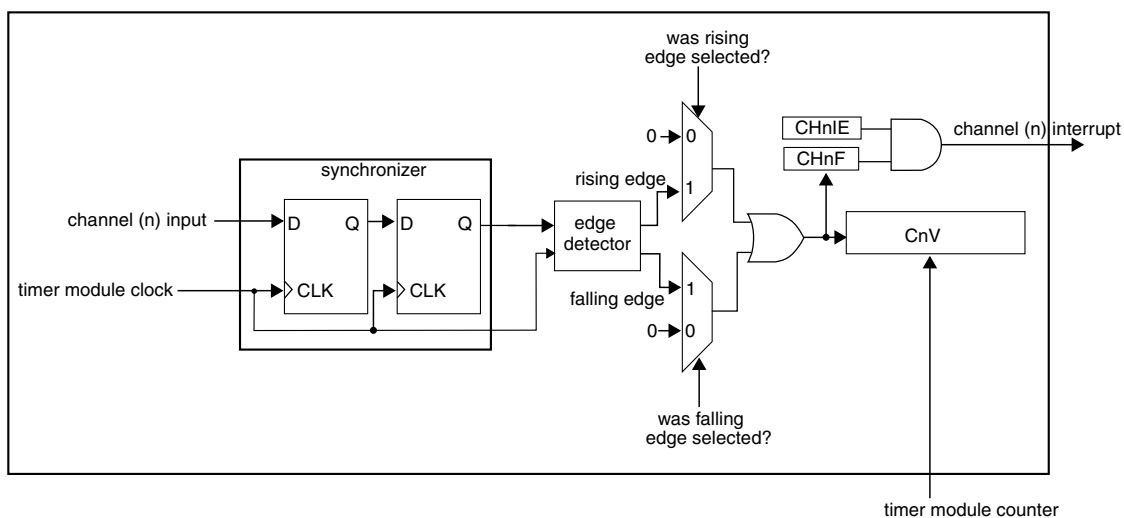 was rising
edge selected?
0
0
CHnIE
channel (n) interrupt
CHnF
synchronizer
rising edge
1
channel (n) input
D
Q
D
Q
edge
detector
CnV
timer module clock
CLK
CLK
falling edge
1
0
0
was falling
edge selected?
timer module counter